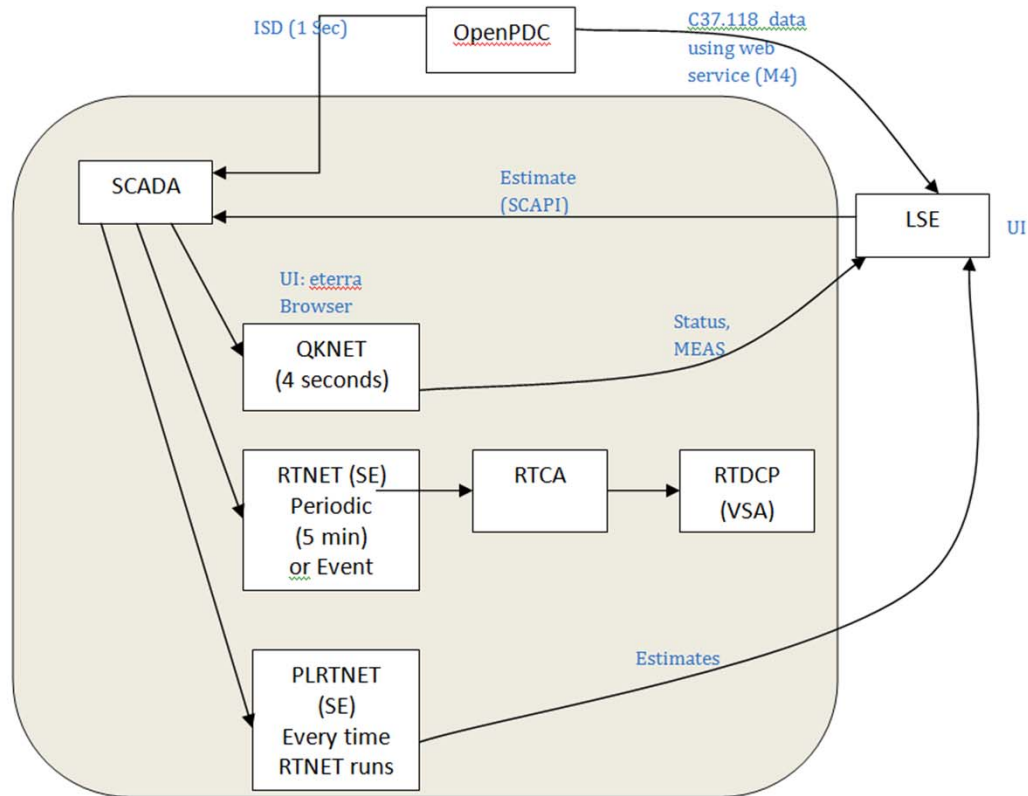 ISD (1 Sec)
OpenPDC
C37.118 data
using web
service (M4)
SCADA
Estimate
(SCAPI)
LSE
UI
UI: eterra
Browser
QKNET
(4 seconds)
Status,
MEAS
RTNET (SE)
Periodic
(5 min)
or Event
RTCA
RTDCP
(VSA)
PLRTNET
(SE)
Every time
RTNET runs
Estimates